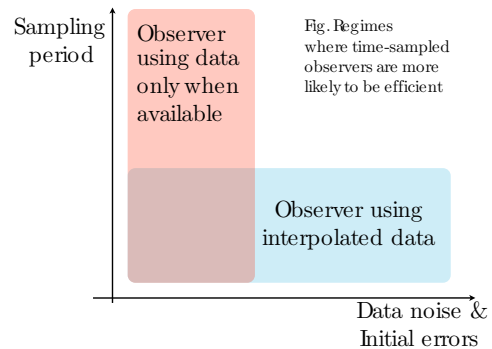 Sampling
period
Observer
using data
only when
available
Fig. Regimes
where time-sampled
observers are more
likely to be efficient
Observer using
interpolated data
Data noise &
Initial errors